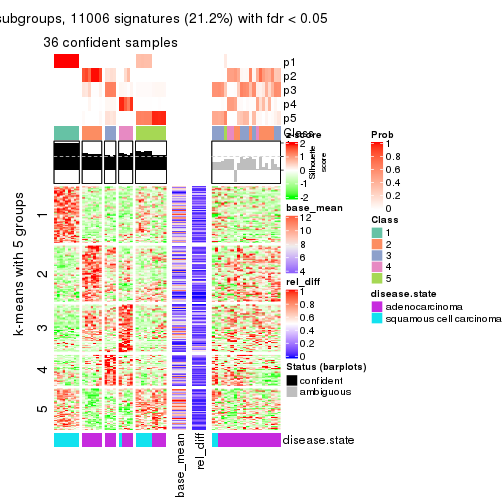 subgroups, 11006 signatures (21.2%) with fdr < 0.05
36 confident samples
p1
p2
p3
p4
p5
Class
z-score
2
1
0
-1
-2
Silhouette
score
1
0.5
0
base_mean
12
10
8
6
4
rel_diff
1
0.8
0.6
0.4
0.2
0
Status (barplots)
confident
ambiguous
Prob
1
0.8
0.6
0.4
0.2
0
Class
1
2
3
4
5
disease.state
adenocarcinoma
squamous cell carcinoma
k-means with 5 groups
1
2
3
4
5
base_mean
rel_diff
disease.state